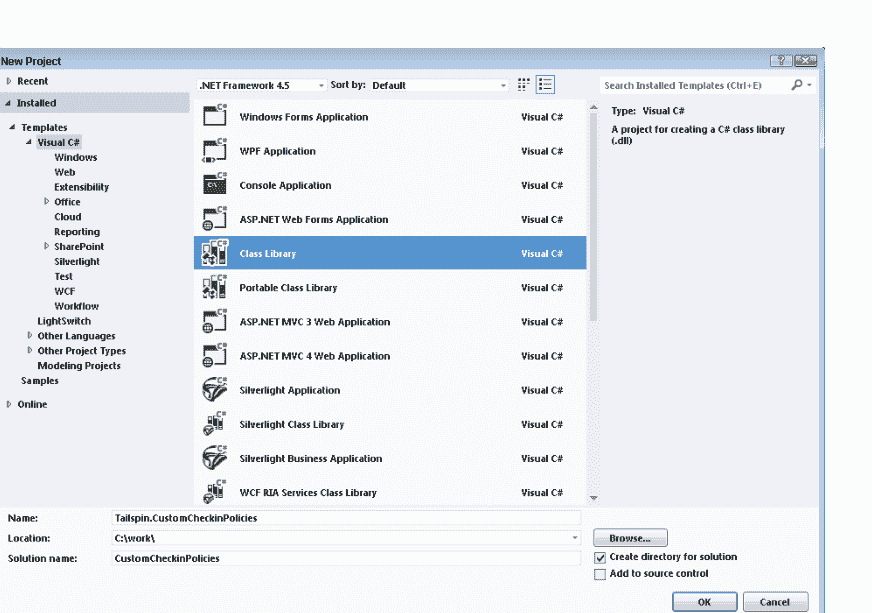 New Project
Recent
.NET Framework 4.5
Sort by: Default
Search Installed Templates (Ctrl+E)
Installed
Templates
Visual C#
Windows
Web
Extensibility
Office
Cloud
Reporting
SharePoint
Silverlight
Test
WCF
Workflow
LightSwitch
Other Languages
Other Project Types
Modeling Projects
Samples
Online
Windows Forms Application Visual C#
WPF Application Visual C#
Console Application Visual C#
ASP.NET Web Forms Application Visual C#
Class Library Visual C#
Portable Class Library Visual C#
ASP.NET MVC 3 Web Application Visual C#
ASP.NET MVC 4 Web Application Visual C#
Silverlight Application Visual C#
Silverlight Class Library Visual C#
Silverlight Business Application Visual C#
WCF RIA Services Class Library Visual C#
Type: Visual C#
A project for creating a C# class library
(.dll)
Name: Tailspin.CustomCheckinPolicies
Location: C:\work\
Browse...
Solution name: CustomCheckinPolicies
Create directory for solution
Add to source control
OK
Cancel